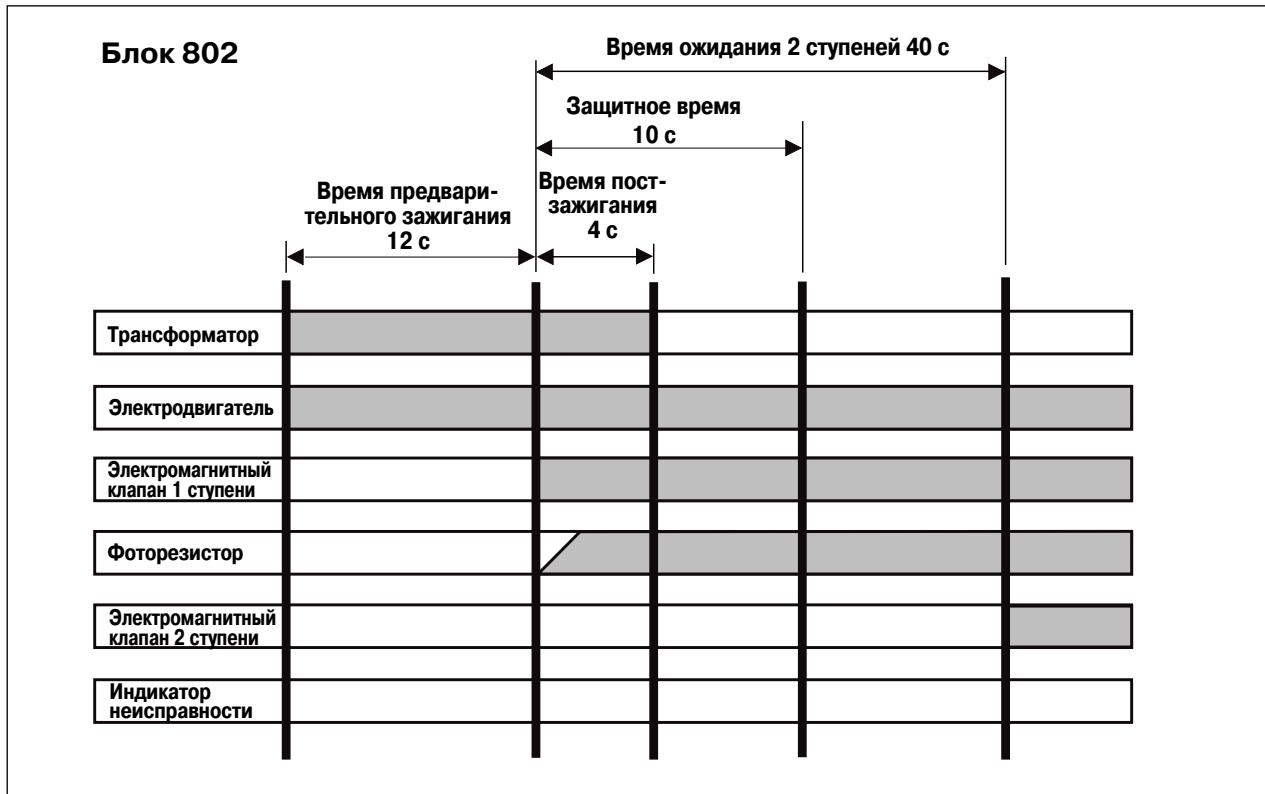 Блок 802
Время ожидания 2 ступеней 40 с
Защитное время
10 с
Время предвари-
тельного зажигания
12 с
Время пост-
зажигания
4 с
Трансформатор
Электродвигатель
Электромагнитный
клапан 1 ступени
Фоторезистор
Электромагнитный
клапан 2 ступени
Индикатор
неисправности